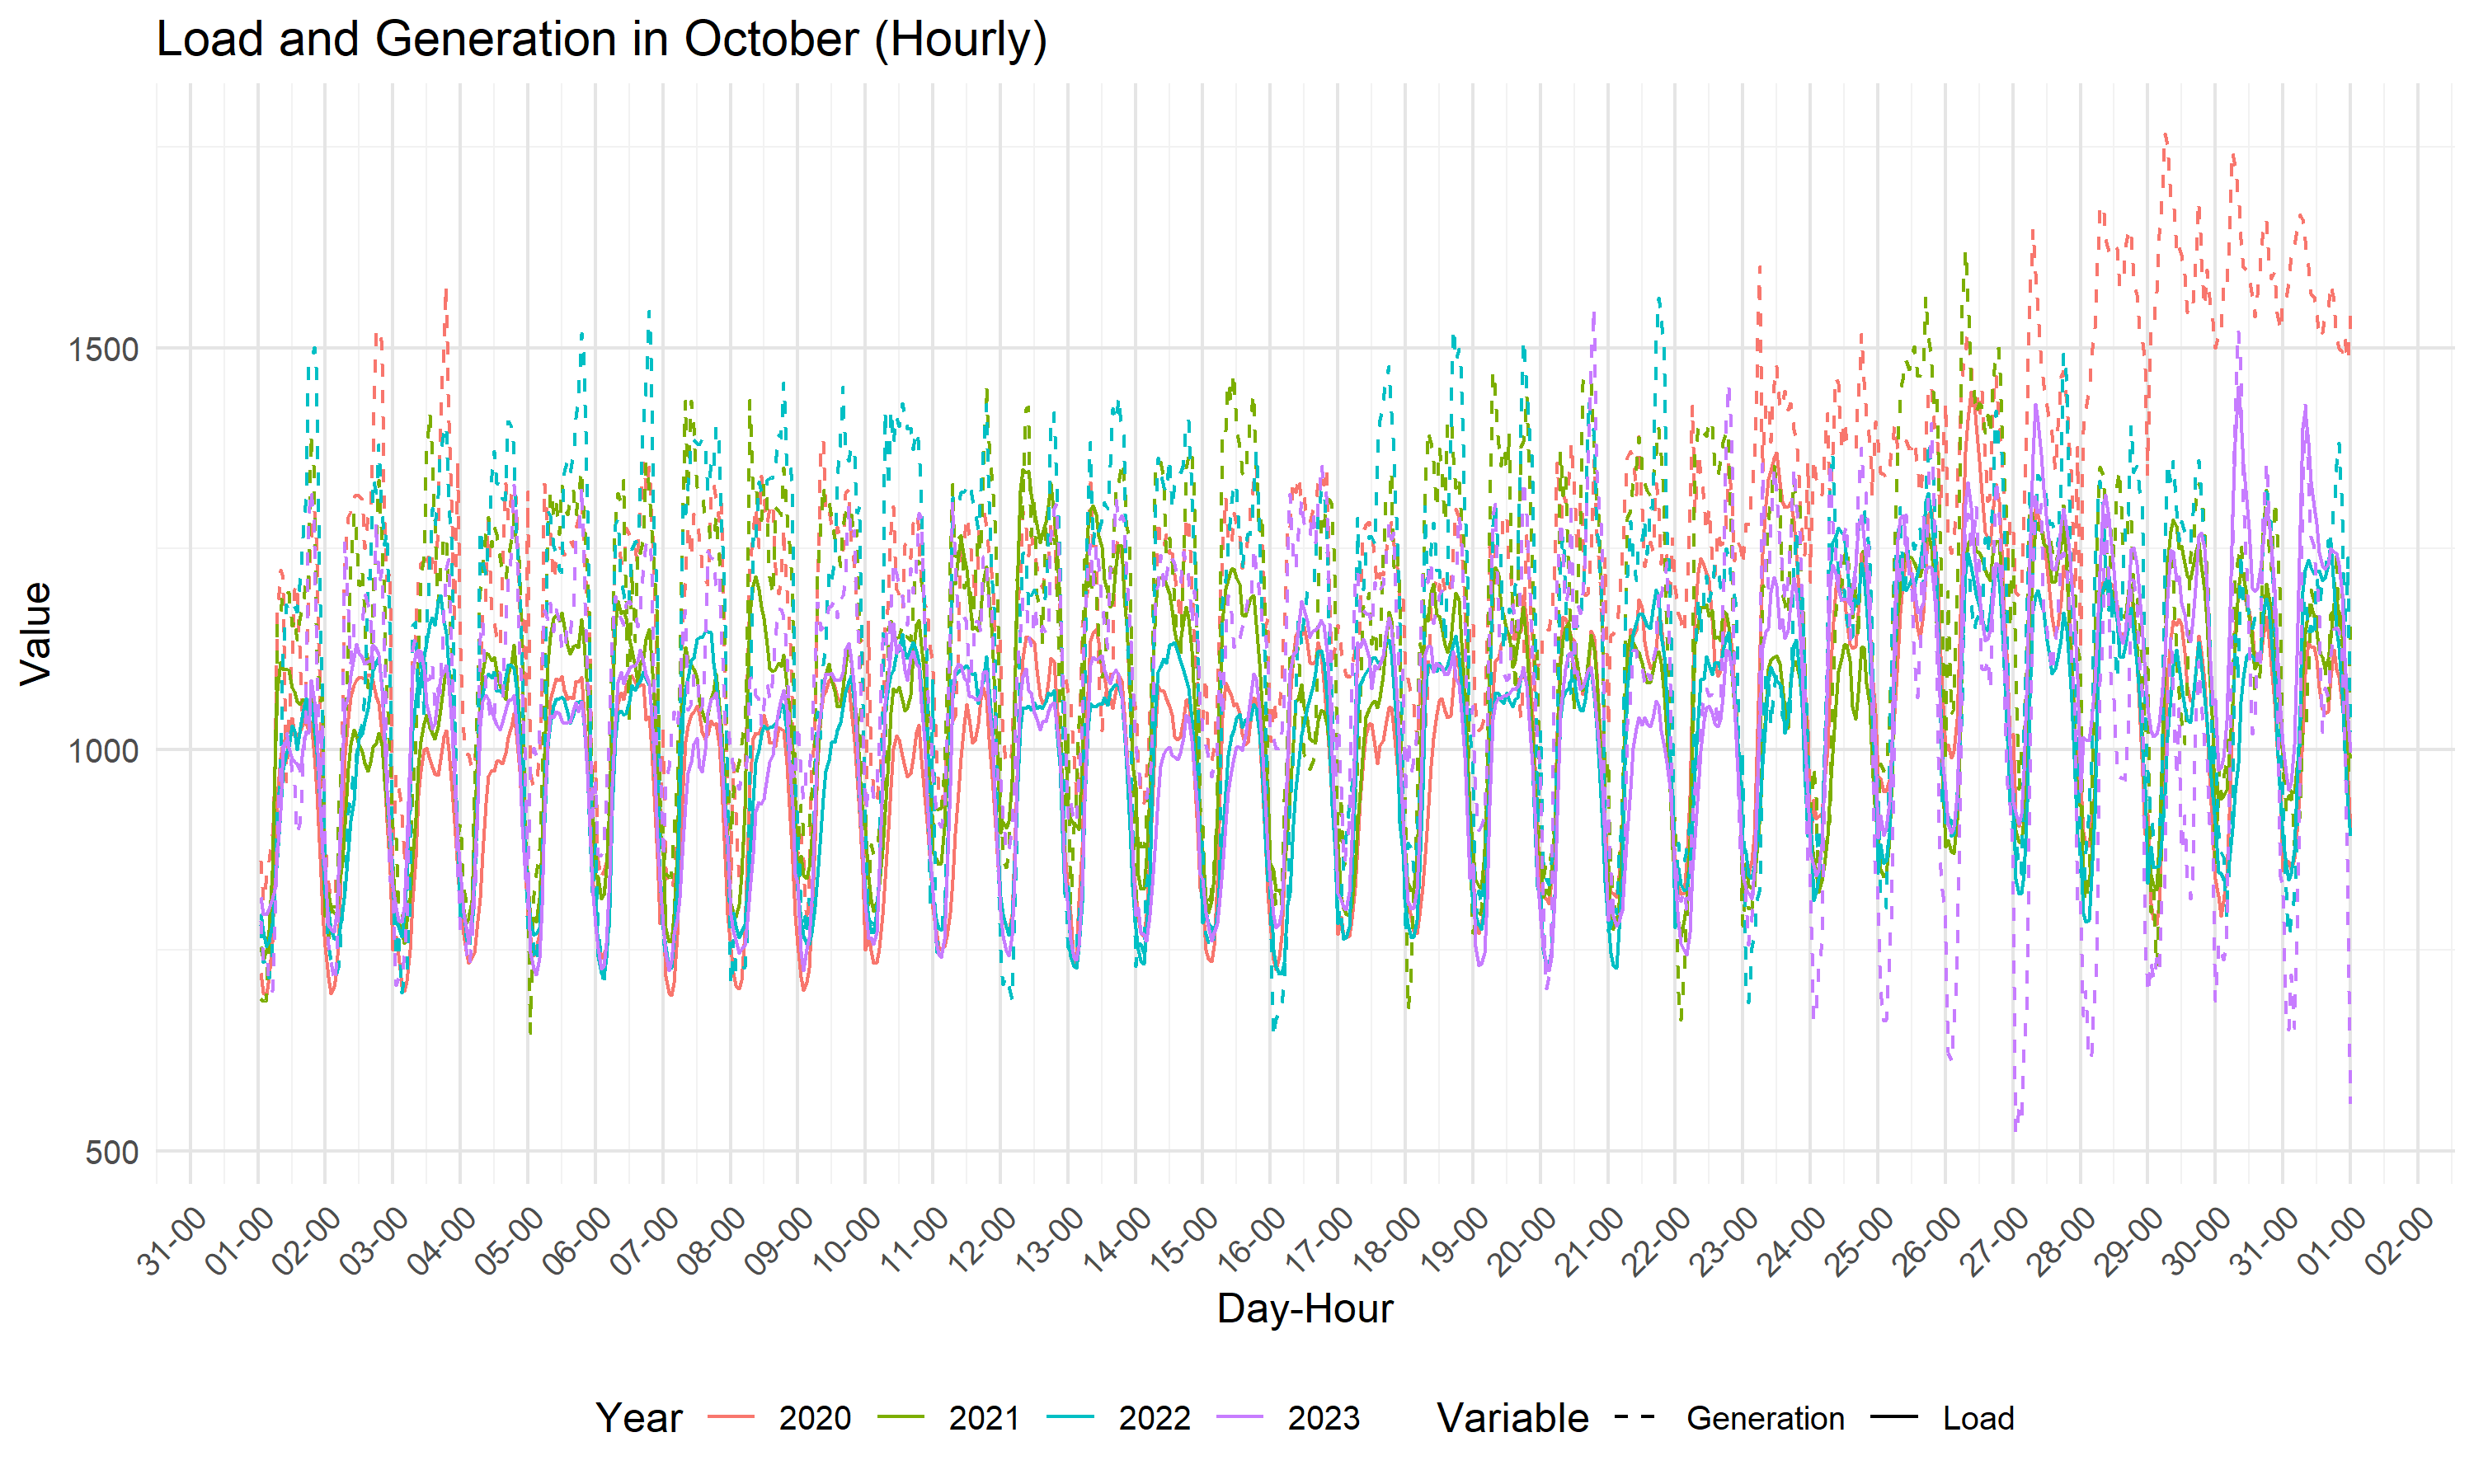 Load and Generation in October (Hourly)
Value
1500
1000
500
31-00 01-00 02-00 03-00 04-00 05-00 06-00 07-00 08-00 09-00 10-00 11-00 12-00 13-00 14-00 15-00 16-00 17-00 18-00 19-00 20-00 21-00 22-00 23-00 24-00 25-00 26-00 27-00 28-00 29-00 30-00 31-00 01-00 02-00
Day-Hour
Year 2020 2021 2022 2023 Variable Generation Load